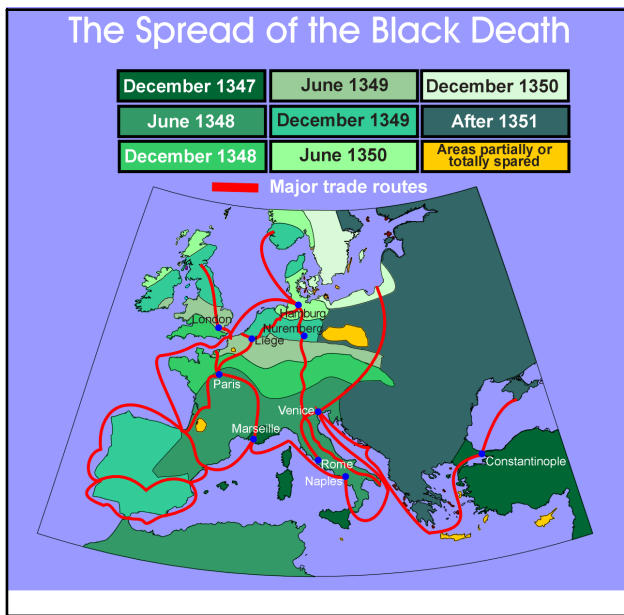 The Spread of the Black Death
December 1347
June 1349
December 1350
June 1348
December 1349
After 1351
December 1348
June 1350
Areas partially or
totally spared
Major trade routes
London
Hamburg
Nuremberg
Liège
Paris
Venice
Marseille
Rome
Constantinople
Naples